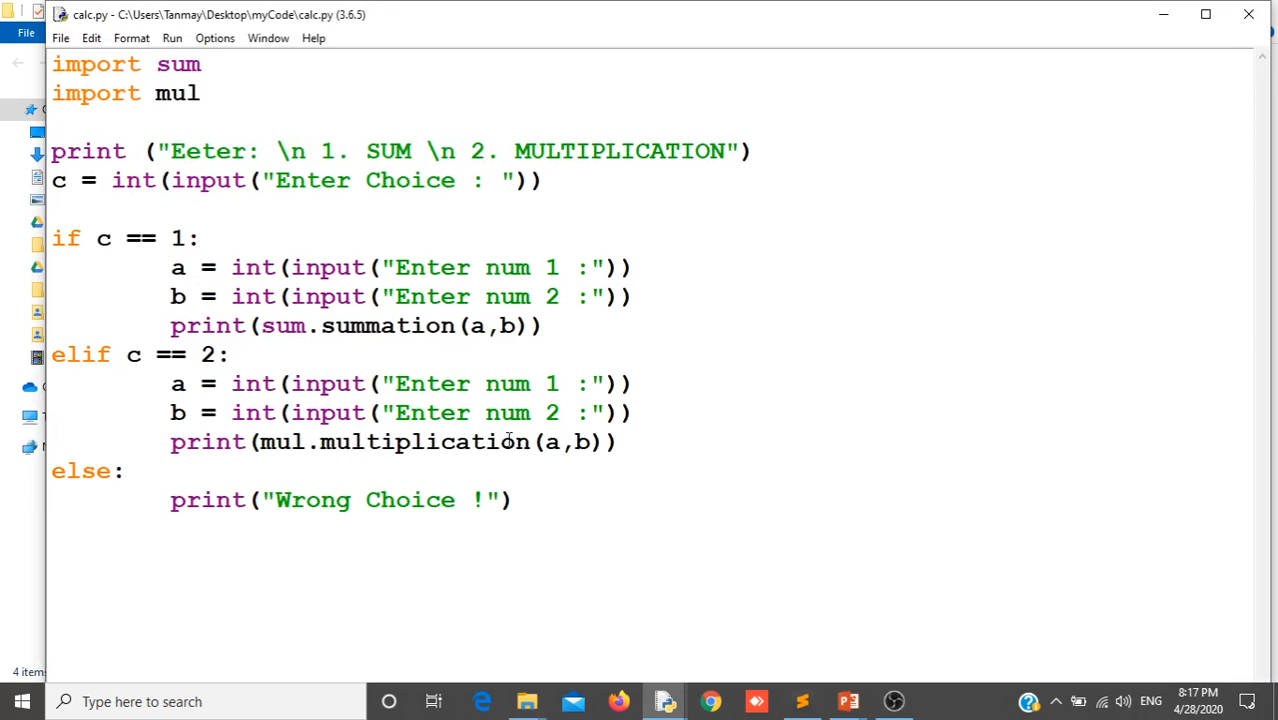 calc.py - C:\Users\Tanmay\Desktop\myCode\calc.py (3.6.5)
File
File Edit Format Run Options Window Help
import sum
import mul
print ("Eeter: \n 1. SUM \n 2. MULTIPLICATION")
c = int(input("Enter Choice : "))
if c == 1:
        a = int(input("Enter num 1 :"))
        b = int(input("Enter num 2 :"))
        print(sum.summation(a,b))
elif c == 2:
        a = int(input("Enter num 1 :"))
        b = int(input("Enter num 2 :"))
        print(mul.multiplication(a,b))
else:
        print("Wrong Choice !")
4 items
Type here to search
ENG
8:17 PM
4/28/2020